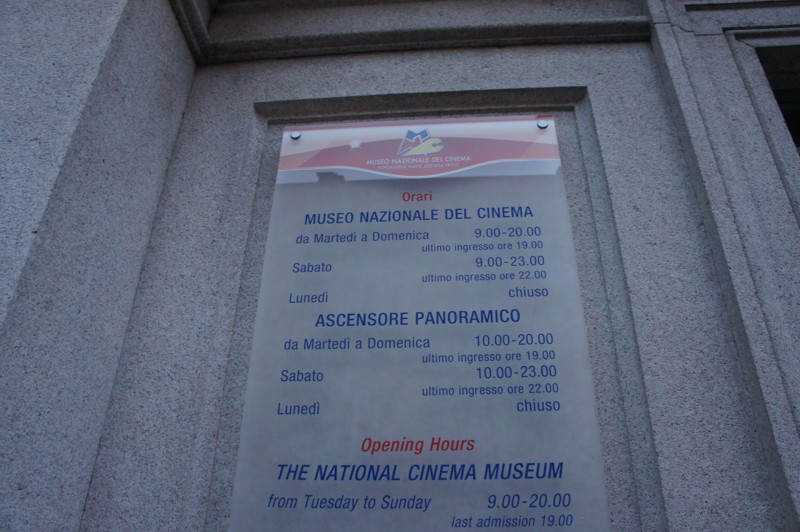 MUSEO NAZIONALE DEL CINEMA
FONDAZIONE MARIA ADRIANA PROLO
Orari
MUSEO NAZIONALE DEL CINEMA
da Martedì a Domenica 9.00-20.00
ultimo ingresso ore 19.00
Sabato 9.00-23.00
ultimo ingresso ore 22.00
Lunedì chiuso
ASCENSORE PANORAMICO
da Martedì a Domenica 10.00-20.00
ultimo ingresso ore 19.00
Sabato 10.00-23.00
ultimo ingresso ore 22.00
Lunedì chiuso
Opening Hours
THE NATIONAL CINEMA MUSEUM
from Tuesday to Sunday 9.00-20.00
last admission 19.00